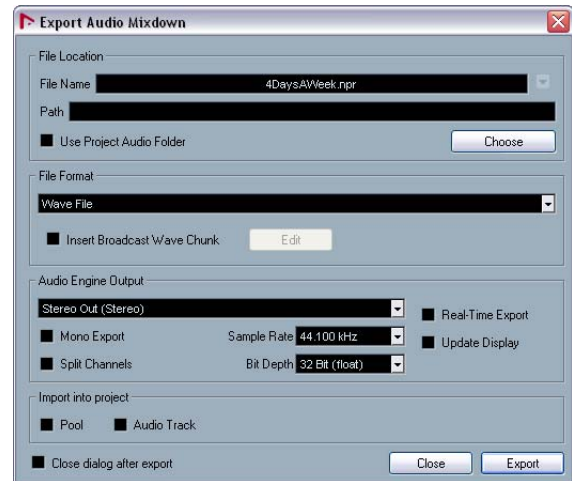 Export Audio Mixdown
File Location
File Name 4DaysAWeek.npr
Path
Use Project Audio Folder Choose
File Format
Wave File
Insert Broadcast Wave Chunk Edit
Audio Engine Output
Stereo Out (Stereo) Real-Time Export
Mono Export Sample Rate 44.100 kHz Update Display
Split Channels Bit Depth 32 Bit (float)
Import into project
Pool Audio Track
Close dialog after export Close Export